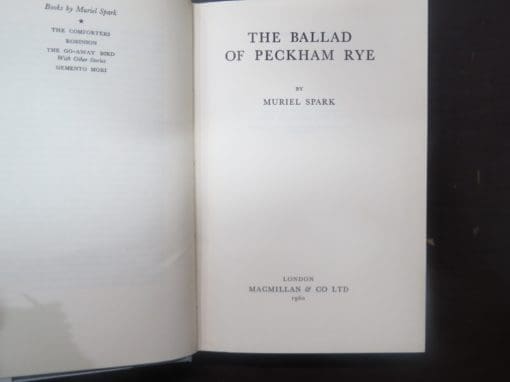 Books by Muriel Spark
★
THE COMFORTERS
ROBINSON
THE GO-AWAY BIRD
With Other Stories
MEMENTO MORI
THE BALLAD
OF PECKHAM RYE
BY
MURIEL SPARK
LONDON
MACMILLAN & CO LTD
1960